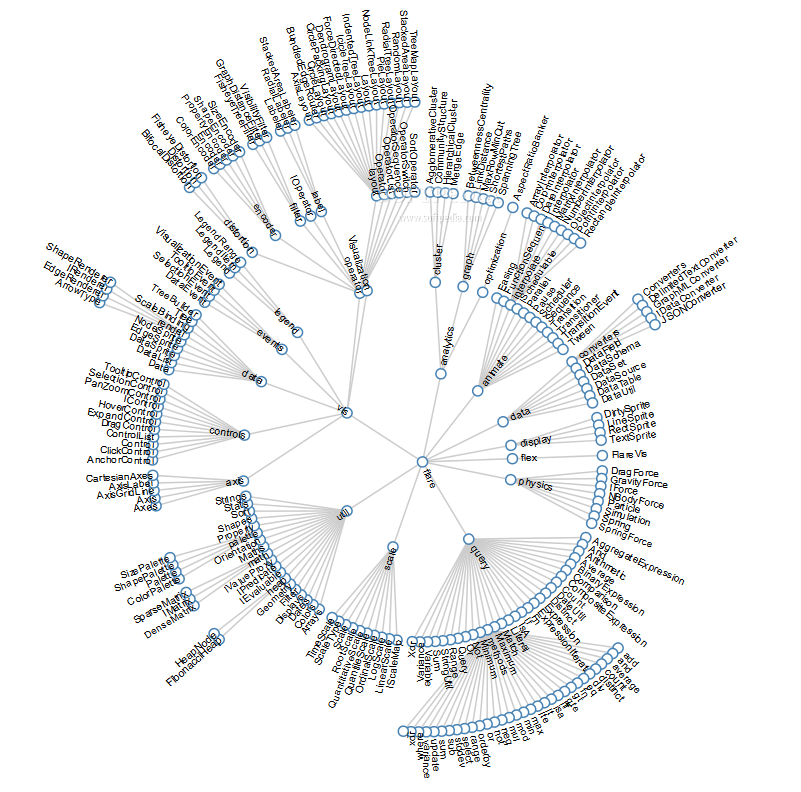 flare
analytics
cluster
AgglomerativeCluster
CommunityStructure
HierarchicalCluster
MergeEdge
graph
BetweennessCentrality
LinkDistance
MaxFlowMinCut
ShortestPaths
SpanningTree
optimization
AspectRatioBanker
animate
Easing
FunctionSequence
interpolate
ArrayInterpolator
ColorInterpolator
DateInterpolator
Interpolator
MatrixInterpolator
NumberInterpolator
ObjectInterpolator
PointInterpolator
RectangleInterpolator
ISchedulable
Parallel
Pause
Scheduler
Sequence
Transition
Transitioner
TransitionEvent
Tween
data
converters
Converters
DelimitedTextConverter
GraphMLConverter
IDataConverter
JSONConverter
DataField
DataSchema
DataSet
DataSource
DataTable
DataUtil
display
DirtySprite
LineSprite
RectSprite
TextSprite
flex
FlareVis
physics
DragForce
GravityForce
IForce
NBodyForce
Particle
Simulation
Spring
SpringForce
query
AggregateExpression
And
Arithmetic
Average
BinaryExpression
Comparison
CompositeExpression
Count
DateUtil
Distinct
Expression
ExpressionIterator
Fn
If
IsA
Literal
Match
Maximum
methods
add
and
average
count
distinct
div
eq
fn
gt
gte
iff
isa
lt
lte
max
min
mod
mul
neg
not
or
orderby
range
select
stddev
sub
sum
update
variance
where
xor
Minimum
Not
Or
Query
Range
StringUtil
Sum
Variable
Variance
Xor
scale
IScaleMap
LinearScale
LogScale
OrdinalScale
QuantileScale
QuantitativeScale
RootScale
Scale
ScaleType
TimeScale
util
Arrays
Colors
Dates
Displays
Filter
Geometry
heap
FibonacciHeap
HeapNode
IEvaluable
IPredicate
IValueProxy
math
DenseMatrix
IMatrix
SparseMatrix
Maths
Orientation
palette
ColorPalette
Palette
ShapePalette
SizePalette
Property
Shapes
Sort
Stats
Strings
vis
axis
Axes
Axis
AxisGridLine
AxisLabel
CartesianAxes
controls
AnchorControl
ClickControl
Control
ControlList
DragControl
ExpandControl
HoverControl
IControl
PanZoomControl
SelectionControl
TooltipControl
data
Data
DataList
DataSprite
EdgeSprite
NodeSprite
render
ArrowType
EdgeRenderer
IRenderer
ShapeRenderer
ScaleBinding
Tree
TreeBuilder
events
DataEvent
SelectionEvent
TooltipEvent
VisualizationEvent
legend
Legend
LegendItem
LegendRange
operator
distortion
BifocalDistortion
Distortion
FisheyeDistortion
encoder
ColorEncoder
Encoder
PropertyEncoder
ShapeEncoder
SizeEncoder
filter
FisheyeTreeFilter
GraphDistanceFilter
VisibilityFilter
IOperator
label
Labeler
RadialLabeler
StackedAreaLabeler
layout
AxisLayout
BundledEdgeRouter
CircleLayout
CirclePackingLayout
DendrogramLayout
ForceDirectedLayout
IcicleTreeLayout
IndentedTreeLayout
Layout
NodeLinkTreeLayout
PieLayout
RadialTreeLayout
RandomLayout
StackedAreaLayout
TreeMapLayout
Operator
OperatorList
OperatorSequence
OperatorSwitch
SortOperator
Visualization
www.softpedia.com